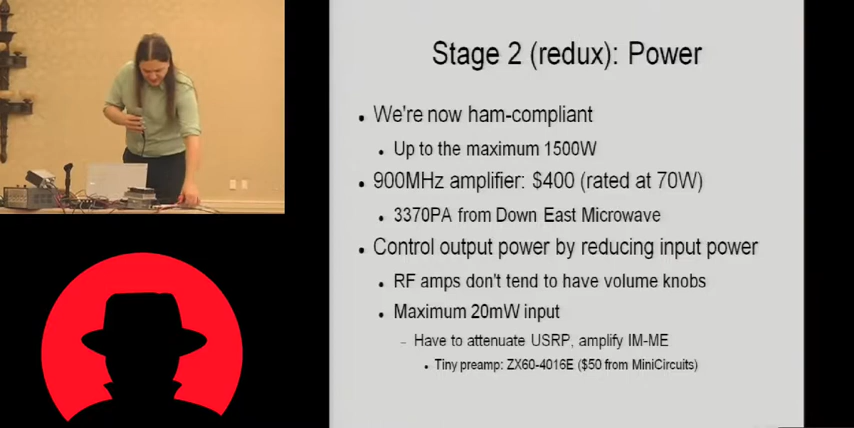 Stage 2 (redux): Power
• We're now ham-compliant
• Up to the maximum 1500W
• 900MHz amplifier: $400 (rated at 70W)
• 3370PA from Down East Microwave
• Control output power by reducing input power
• RF amps don't tend to have volume knobs
• Maximum 20mW input
– Have to attenuate USRP, amplify IM-ME
• Tiny preamp: ZX60-4016E ($50 from MiniCircuits)